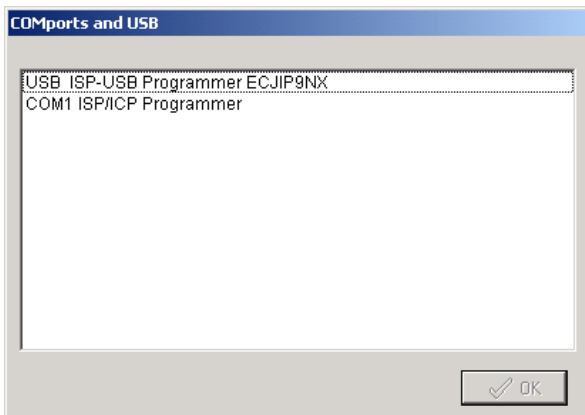 COMports and USB
USB ISP-USB Programmer ECJIP9NX
COM1 ISP/ICP Programmer
OK